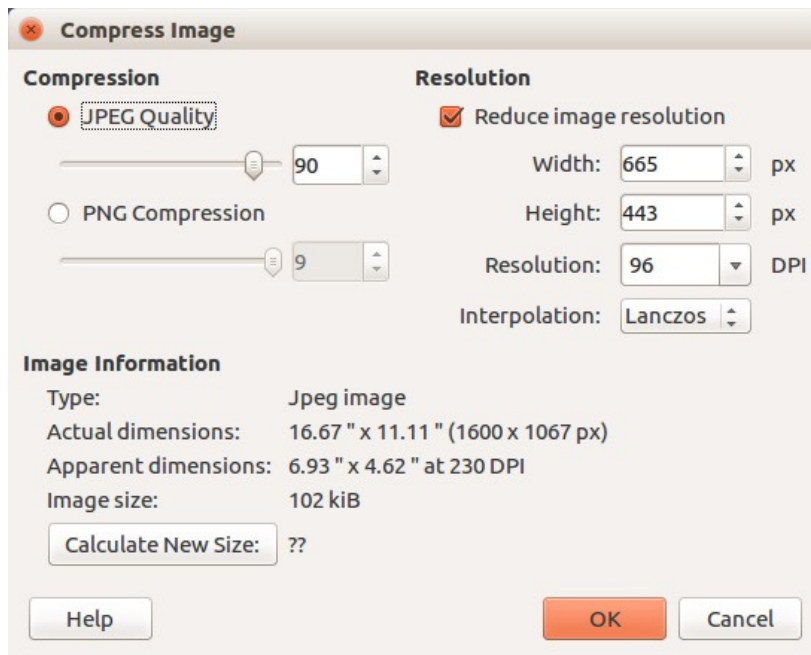 Compress Image
Compression
JPEG Quality
90
PNG Compression
9
Resolution
Reduce image resolution
Width: 665 px
Height: 443 px
Resolution: 96 DPI
Interpolation: Lanczos
Image Information
Type: Jpeg image
Actual dimensions: 16.67 " x 11.11 " (1600 x 1067 px)
Apparent dimensions: 6.93 " x 4.62 " at 230 DPI
Image size: 102 kiB
Calculate New Size: ??
Help OK Cancel